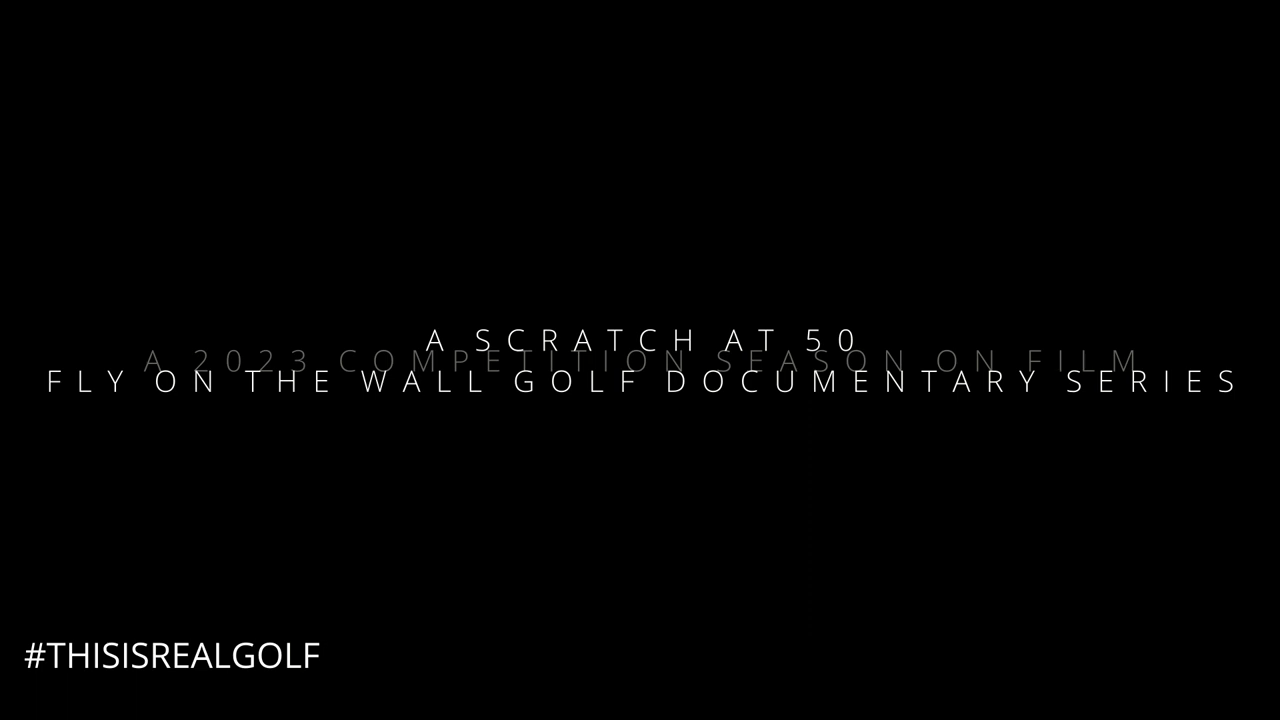 A SCRATCH AT 50
A 2023 COMPETITION SEASON ON FILM
FLY ON THE WALL GOLF DOCUMENTARY SERIES
#THISISREALGOLF